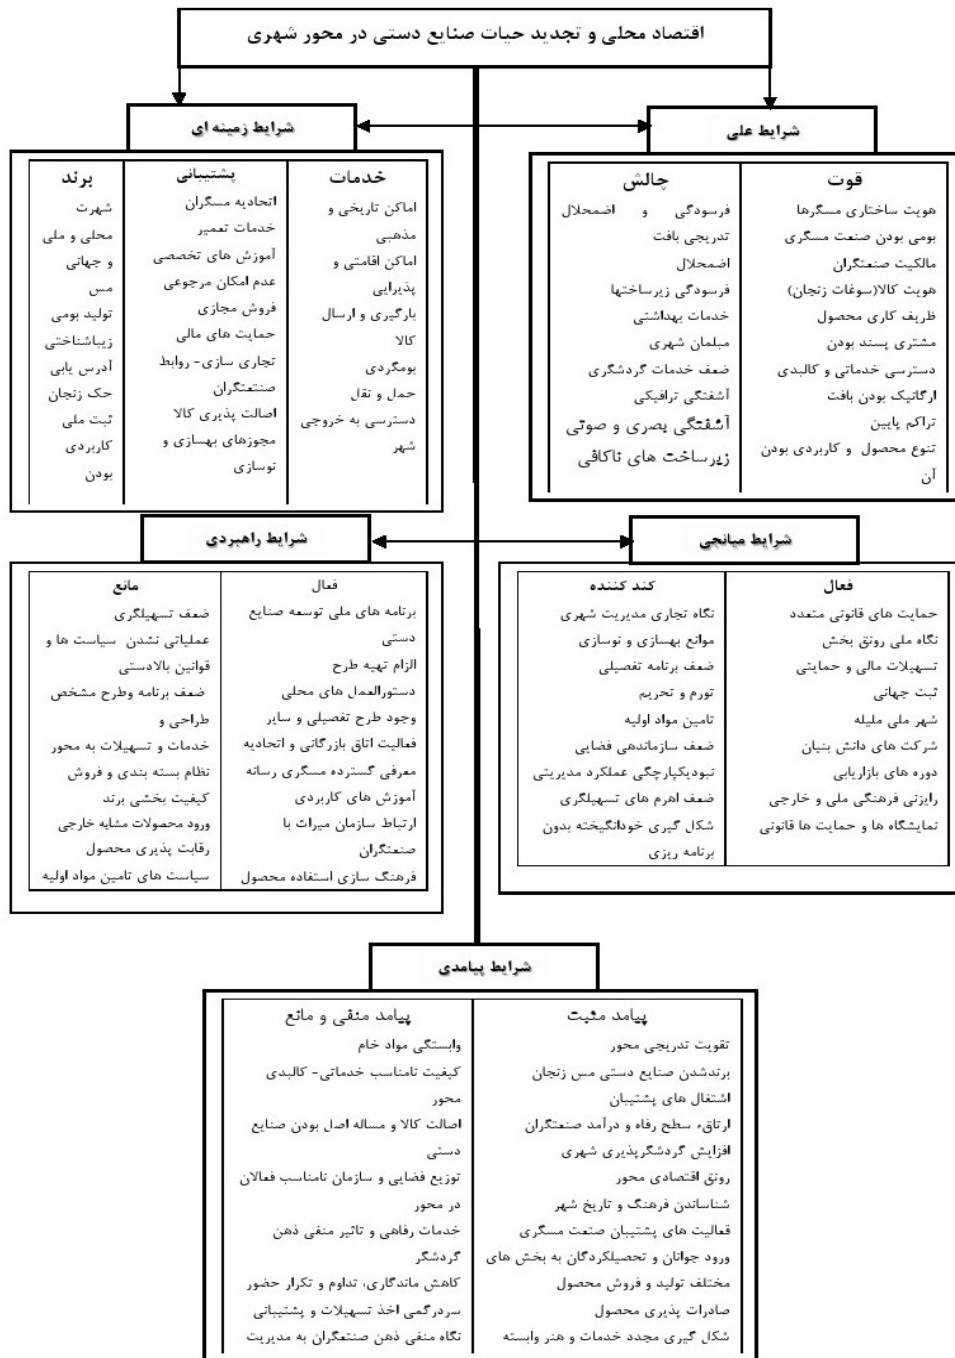 اقتصاد محلی و تجدید حیات صنایع دستی در محور شهری
شرایط علی
قوت
هویت ساختاری مسگرها
بومی بودن صنعت مسگری
مالکیت صنعتگران
هویت کالا(سوغات زنجان)
ظریف کاری محصول
مشتری پسند بودن
دسترسی خدماتی و کالبدی
ارگانیک بودن بافت
تراکم پایین
تنوع محصول و کاربردی بودن
آن
چالش
فرسودگی و اضمحلال
تدریجی بافت
اضمحلال
فرسودگی زیرساختها
خدمات بهداشتی
مبلمان شهری
ضعف خدمات گردشگری
آشفتگی ترافیکی
آشفتگی بصری و صوتی
زیرساخت های ناکافی
شرایط زمینه ای
خدمات
اماکن تاریخی و
مذهبی
اماکن اقامتی و
پذیرایی
بارگیری و ارسال
کالا
بومگردی
حمل و نقل
دسترسی به خروجی
شهر
پشتیبانی
اتحادیه مسگران
خدمات تعمیر
آموزش های تخصصی
عدم امکان مرجوعی
فروش مجازی
حمایت های مالی
تجاری سازی- روابط
صنتعتگران
اصالت پذیری کالا
مجوزهای بهسازی و
نوسازی
برند
شهرت
محلی و ملی
و جهانی
مس
تولید بومی
زیباشناختی
آدرس یابی
حک زنجان
ثبت ملی
کاربردی
بودن
شرایط میانجی
فعال
حمایت های قانونی متعدد
نگاه ملی رونق بخش
تسهیلات مالی و حمایتی
ثبت جهانی
شهر ملی ملیله
شرکت های دانش بنیان
دوره های بازاریابی
رایزنی فرهنگی ملی و خارجی
نمایشگاه ها و حمایت ها قانونی
کند کننده
نگاه تجاری مدیریت شهری
موانع بهسازی و نوسازی
ضعف برنامه تفصیلی
تورم و تحریم
تامین مواد اولیه
ضعف سازماندهی فضایی
نبودیکپارچگی عملکرد مدیریتی
ضعف اهرم های تسهیلگری
شکل گیری خودانگیخته بدون
برنامه ریزی
شرایط راهبردی
فعال
برنامه های ملی توسعه صنایع
دستی
الزام تهیه طرح
دستورالعمل های محلی
وجود طرح تفصیلی و سایر
فعالیت اتاق بازرگانی و اتحادیه
معرفی گسترده مسگری رسانه
آموزش های کاربردی
ارتباط سازمان میراث با
صنعتگران
فرهنگ سازی استفاده محصول
مانع
ضعف تسهیلگری
عملیاتی نشدن سیاست ها و
قوانین بالادستی
ضعف برنامه وطرح مشخص
طراحی و
خدمات و تسهیلات به محور
نظام بسته بندی و فروش
کیفیت بخشی برند
ورود محصولات مشابه خارجی
رقابت پذیری محصول
سیاست های تامین مواد اولیه
شرایط پیامدی
پیامد مثبت
تقویت تدریجی محور
برندشدن صنایع دستی مس زنجان
اشتغال های پشتیبان
ارتاقء سطح رفاه و درآمد صنعتگران
افزایش گردشگرپذیری شهری
رونق اقتصادی محور
شناساندن فرهنگ و تاریخ شهر
فعالیت های پشتیبان صنعت مسگری
ورود جوانان و تحصیلکردگان به بخش های
مختلف تولید و فروش محصول
صادرات پذیری محصول
شکل گیری مجدد خدمات و هنر وابسته
پیامد منفی و مانع
وابستگی مواد خام
کیفیت نامناسب خدماتی- کالبدی
محور
اصالت کالا و مساله اصل بودن صنایع
دستی
توزیع فضایی و سازمان نامناسب فعالان
در محور
خدمات رفاهی و تاثیر منفی ذهن
گردشگر
کاهش ماندگاری، تداوم و تکرار حضور
سردرگمی اخذ تسهیلات و پشتیبانی
نگاه منفی ذهن صنتعگران به مدیریت